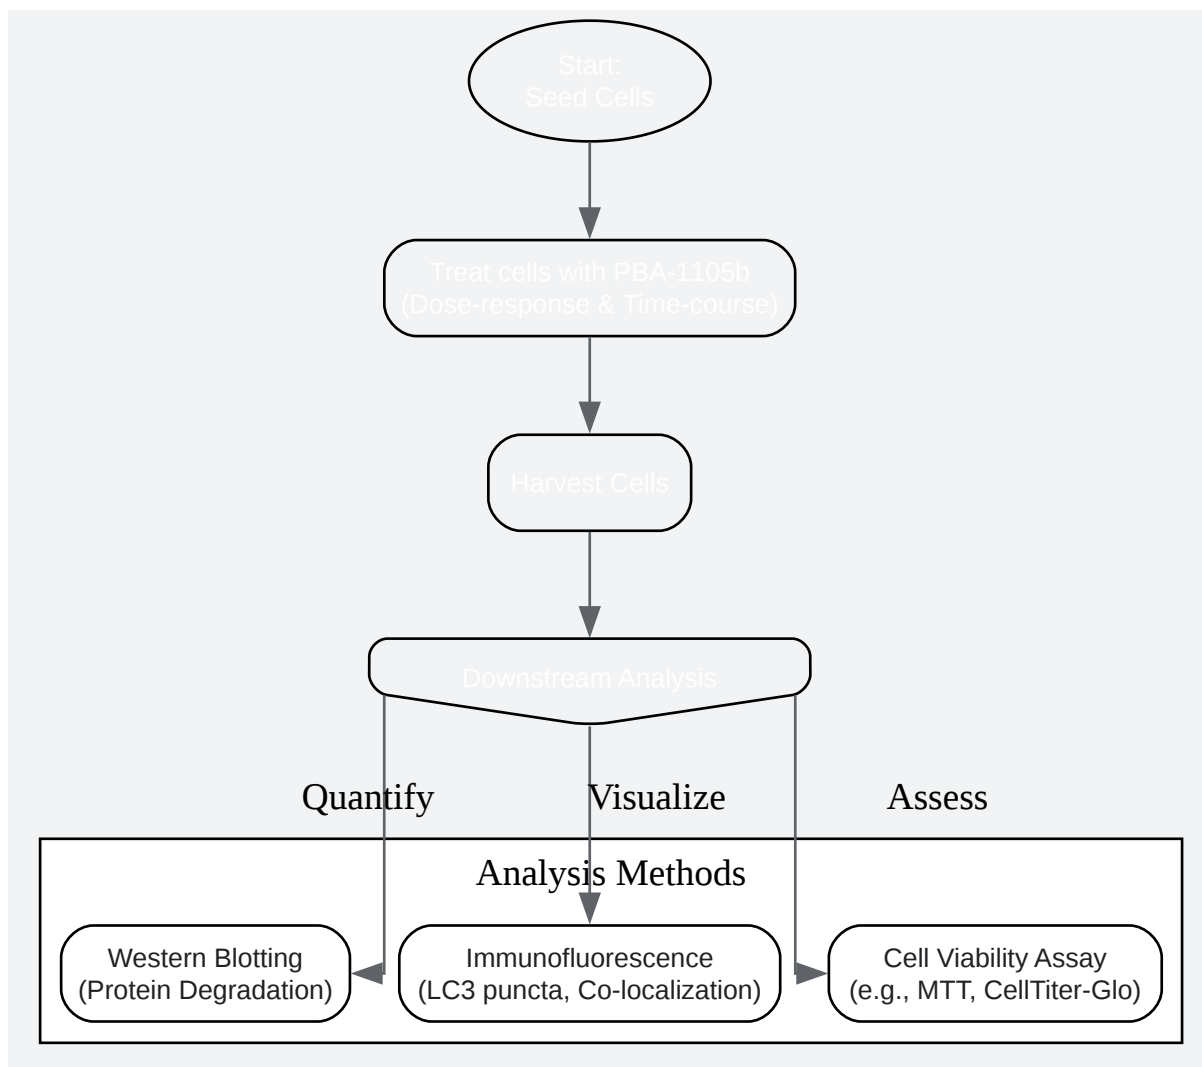 Start:
Seed Cells
Treat cells with PBA-1105b
(Dose-response & Time-course)
Harvest Cells
Downstream Analysis
Quantify
Visualize
Assess
Analysis Methods
Western Blotting
(Protein Degradation)
Immunofluorescence
(LC3 puncta, Co-localization)
Cell Viability Assay
(e.g., MTT, CellTiter-Glo)